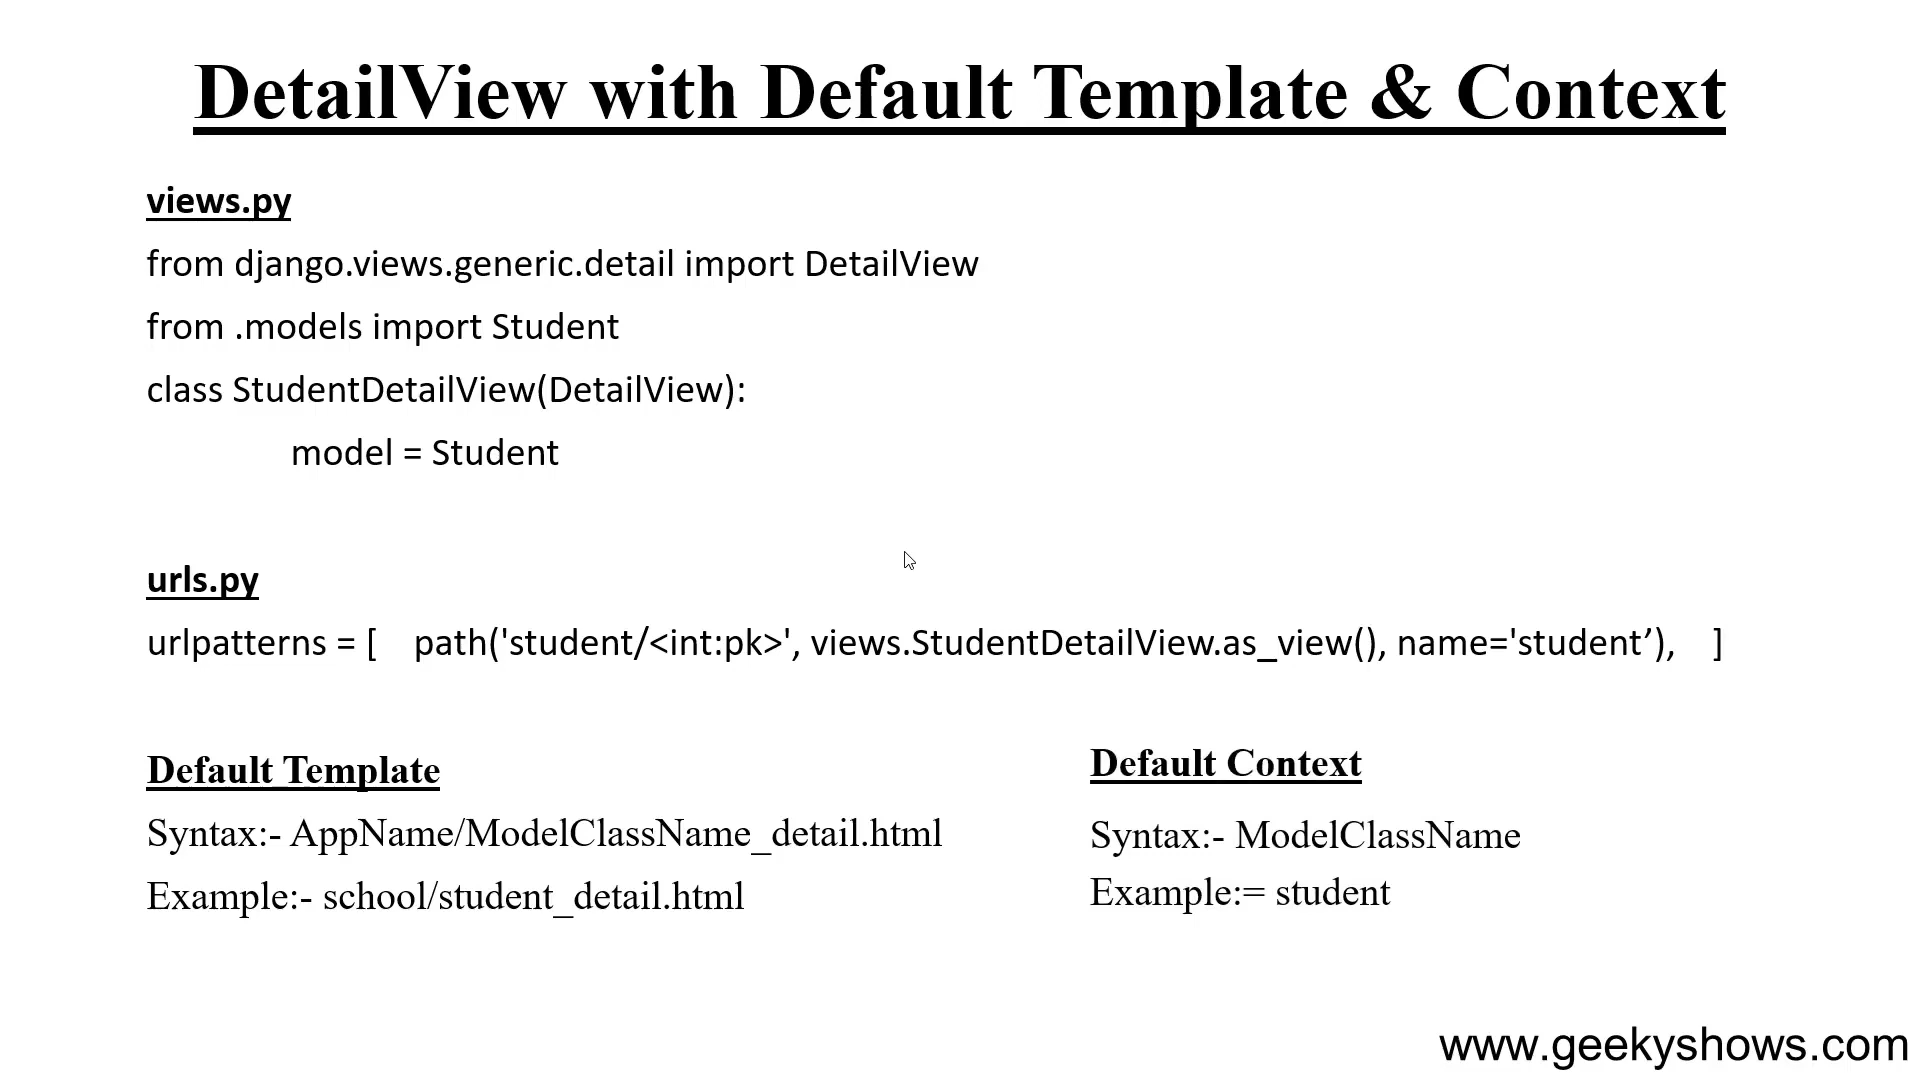 DetailView with Default Template & Context
views.py
from django.views.generic.detail import DetailView
from .models import Student
class StudentDetailView(DetailView):
model = Student
urls.py
urlpatterns = [    path('student/<int:pk>', views.StudentDetailView.as_view(), name='student’),    ]
Default Template
Syntax:- AppName/ModelClassName_detail.html
Example:- school/student_detail.html
Default Context
Syntax:- ModelClassName
Example:= student
www.geekyshows.com